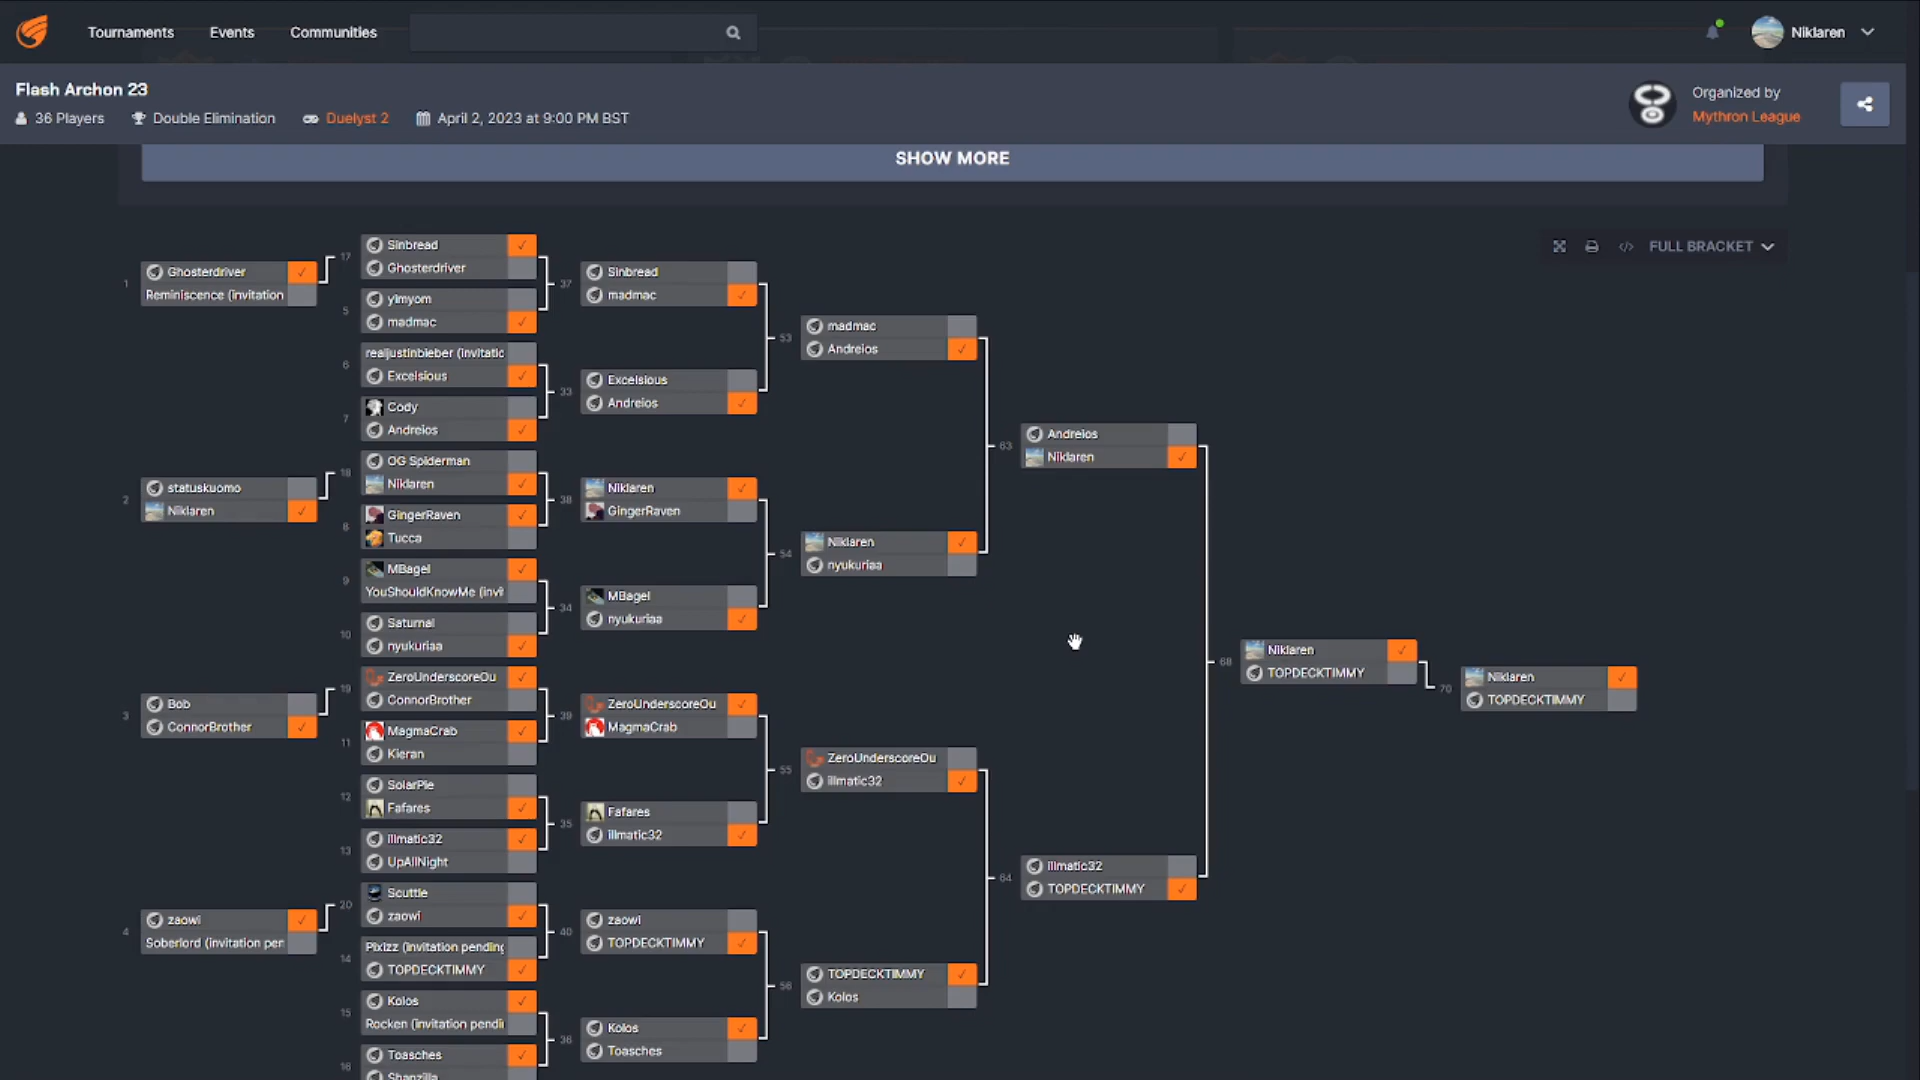 Tournaments
Events
Communities
Niklaren
Flash Archon 23
36 Players
Double Elimination
Duelyst 2
April 2, 2023 at 9:00 PM BST
Organized by
Mythron League
SHOW MORE
FULL BRACKET
1
Ghosterdriver
Reminiscence (invitation
2
statuskuomo
Niklaren
3
Bob
ConnorBrother
4
zaowi
Soberlord (invitation per
17
Sinbread
Ghosterdriver
5
yimyom
madmac
6
realjustinbieber (invitatic
Excelsious
7
Cody
Andreios
18
OG Spiderman
Niklaren
8
GingerRaven
Tucca
9
MBagel
YouShouldKnowMe (invi
10
Saturnal
nyukuriaa
19
ZeroUnderscoreOu
ConnorBrother
11
MagmaCrab
Kieran
12
SolarPie
Fafares
13
illmatic32
UpAllNight
20
Scuttle
zaowi
14
Pixizz (invitation pending
TOPDECKTIMMY
15
Kolos
Rocken (invitation pendi
16
Toasches
Shanzilla
37
Sinbread
madmac
33
Excelsious
Andreios
38
Niklaren
GingerRaven
34
MBagel
nyukuriaa
39
ZeroUnderscoreOu
MagmaCrab
35
Fafares
illmatic32
40
zaowi
TOPDECKTIMMY
36
Kolos
Toasches
53
madmac
Andreios
54
Niklaren
nyukuriaa
55
ZeroUnderscoreOu
illmatic32
56
TOPDECKTIMMY
Kolos
63
Andreios
Niklaren
64
illmatic32
TOPDECKTIMMY
68
Niklaren
TOPDECKTIMMY
70
Niklaren
TOPDECKTIMMY